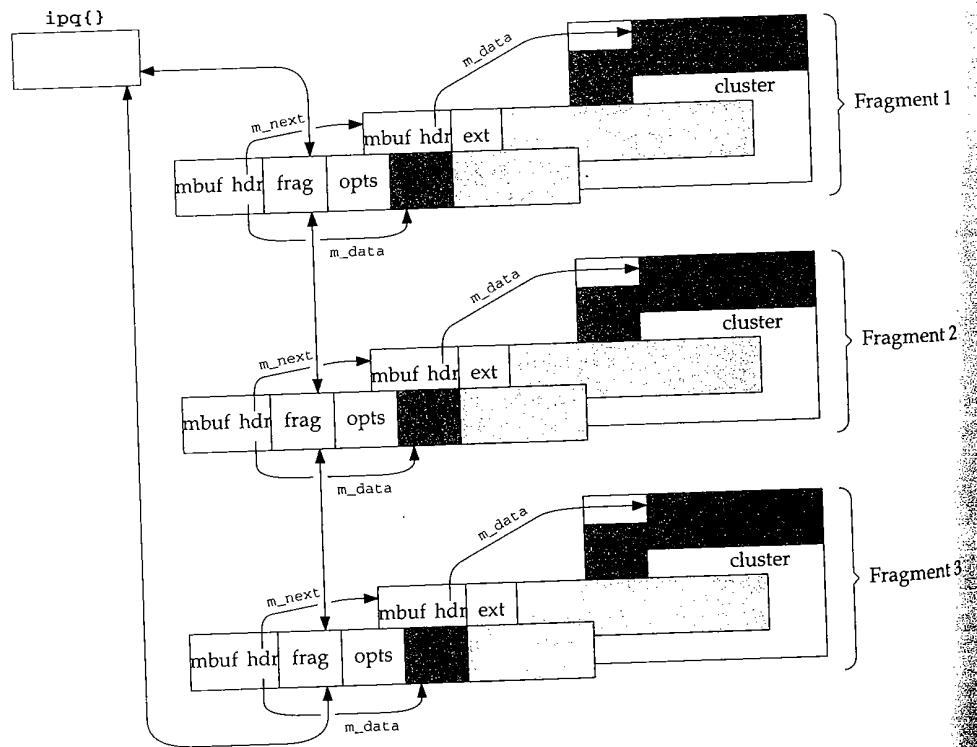 ipq{}
m_data
cluster
Fragment 1
m_next
mbuf hdr ext
mbuf hdr frag opts
m_data
m_data
cluster
Fragment 2
m_next
mbuf hdr ext
mbuf hdr frag opts
m_data
m_data
cluster
Fragment 3
m_next
mbuf hdr ext
mbuf hdr frag opts
m_data